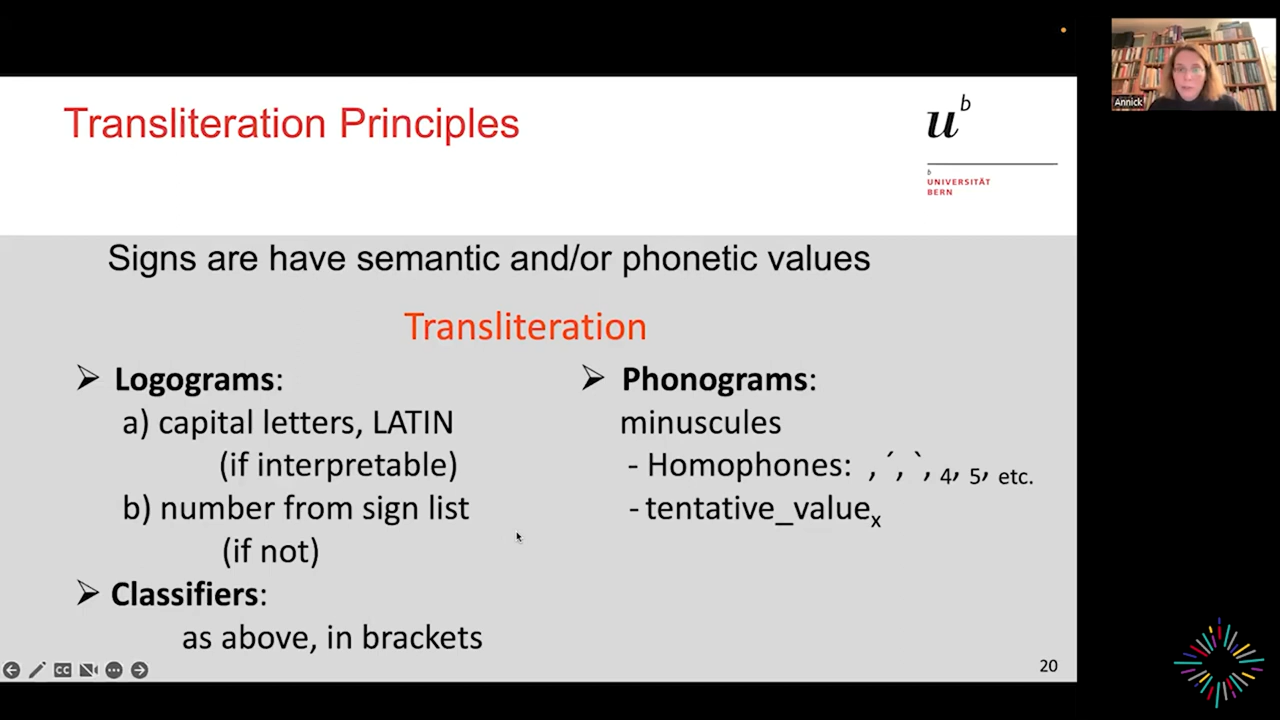 Transliteration Principles
u b
b
UNIVERSITÄT
BERN
Annick
Signs are have semantic and/or phonetic values
Transliteration
➢ Logograms:
a) capital letters, LATIN
(if interpretable)
b) number from sign list
(if not)
➢ Classifiers:
as above, in brackets
➢ Phonograms:
minuscules
- Homophones: , ´, `, 4, 5, etc.
- tentative_valueₓ
CC
20